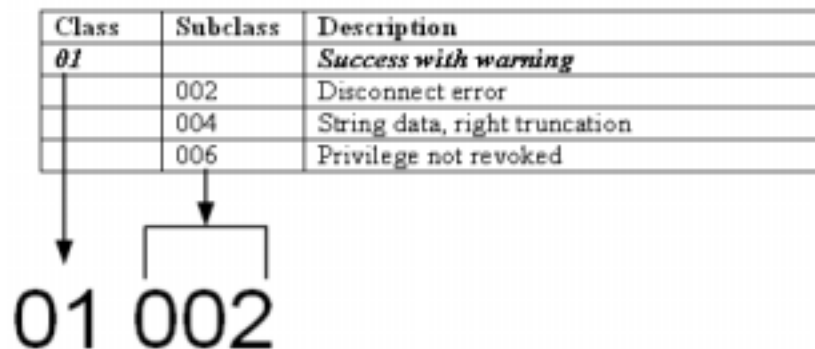 Class Subclass Description
01 Success with warning
002 Disconnect error
004 String data, right truncation
006 Privilege not revoked
01 002